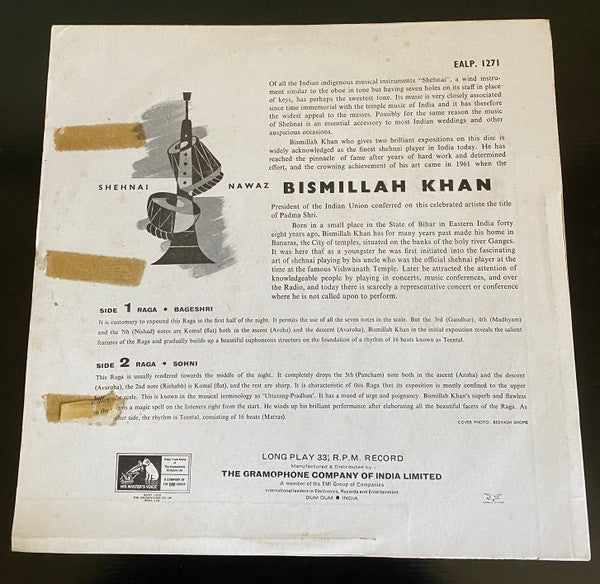 EALP. 1271
Of all the Indian indigenous musical instruments "Shehnai", a wind instru-
ment similar to the oboe in tone but having seven holes on its staff in place
of keys, has perhaps the sweetest tone. Its music is very closely associated
since time immemorial with the temple music of India and it has therefore
the widest appeal to the masses. Possibly for the same reason the music
of Shehnai is an essential accessory to most Indian weddings and other
auspicious occasions.
Bismillah Khan who gives two brilliant expositions on this disc is
widely acknowledged as the finest shehnai player in India today. He has
reached the pinnacle of fame after years of hard work and determined
effort, and the crowning achievement of his art came in 1961 when the
SHEHNAI NAWAZ BISMILLAH KHAN
President of the Indian Union conferred on this celebrated artiste the title
of Padma Shri.
Born in a small place in the State of Bihar in Eastern India forty
eight years ago, Bismillah Khan has for many years past made his home in
Banaras, the City of temples, situated on the banks of the holy river Ganges.
It was here that as a youngster he was first initiated into the fascinating
art of shehnai playing by his uncle who was the official shehnai player at the
time at the famous Vishwanath Temple. Later be attracted the attention of
knowledgeable people by playing in concerts, music conferences, and over
the Radio, and today there is scarcely a representative concert or conference
where he is not called upon to perform.
SIDE 1 RAGA • BAGESHRI
It is customary to expound this Raga in the first half of the night. It permits the use of all the seven notes in the scale. But the 3rd (Gandhar), 4th (Madhyam)
and the 7th (Nishad) notes are Komal (flat) both in the ascent (Aroha) and the descent (Avaroha), Bismillah Khan in the initial exposition reveals the salient
features of the Raga and gradually builds up a beautiful euphonious structure on the foundation of a rhythm of 16 beats known as Teental.
SIDE 2 RAGA • SOHNI
This Raga is usually rendered towards the middle of the night. It completely drops the 5th (Pancham) note both in the ascent (Aroha) and the descent
(Avaroha), the 2nd note (Rishabh) is Komal (flat), and the rest are sharp. It is characteristic of this Raga that its exposition is mostly confined to the upper
scale. This is known in the musical terminology as 'Uttarang-Pradhan'. It has a mood of urge and poignancy. Bismillah Khan's superb and flawless
a magic spell on the listeners right from the start. He winds up his brilliant performance after elaborating all the beautiful facets of the Raga. As
side, the rhythm is Teental, consisting of 16 beats (Matras).
COVER PHOTO : BEEVASH SHOME
HIS MASTER'S VOICE
A COMPANY OF
THE EMI GROUP
LONG PLAY 33⅓ R.P.M. RECORD
Manufactured & Distributed by :-
THE GRAMOPHONE COMPANY OF INDIA LIMITED
A member of the EMI Group of Companies
International leaders in Electronics, Records and Entertainment
DUM DUM • INDIA